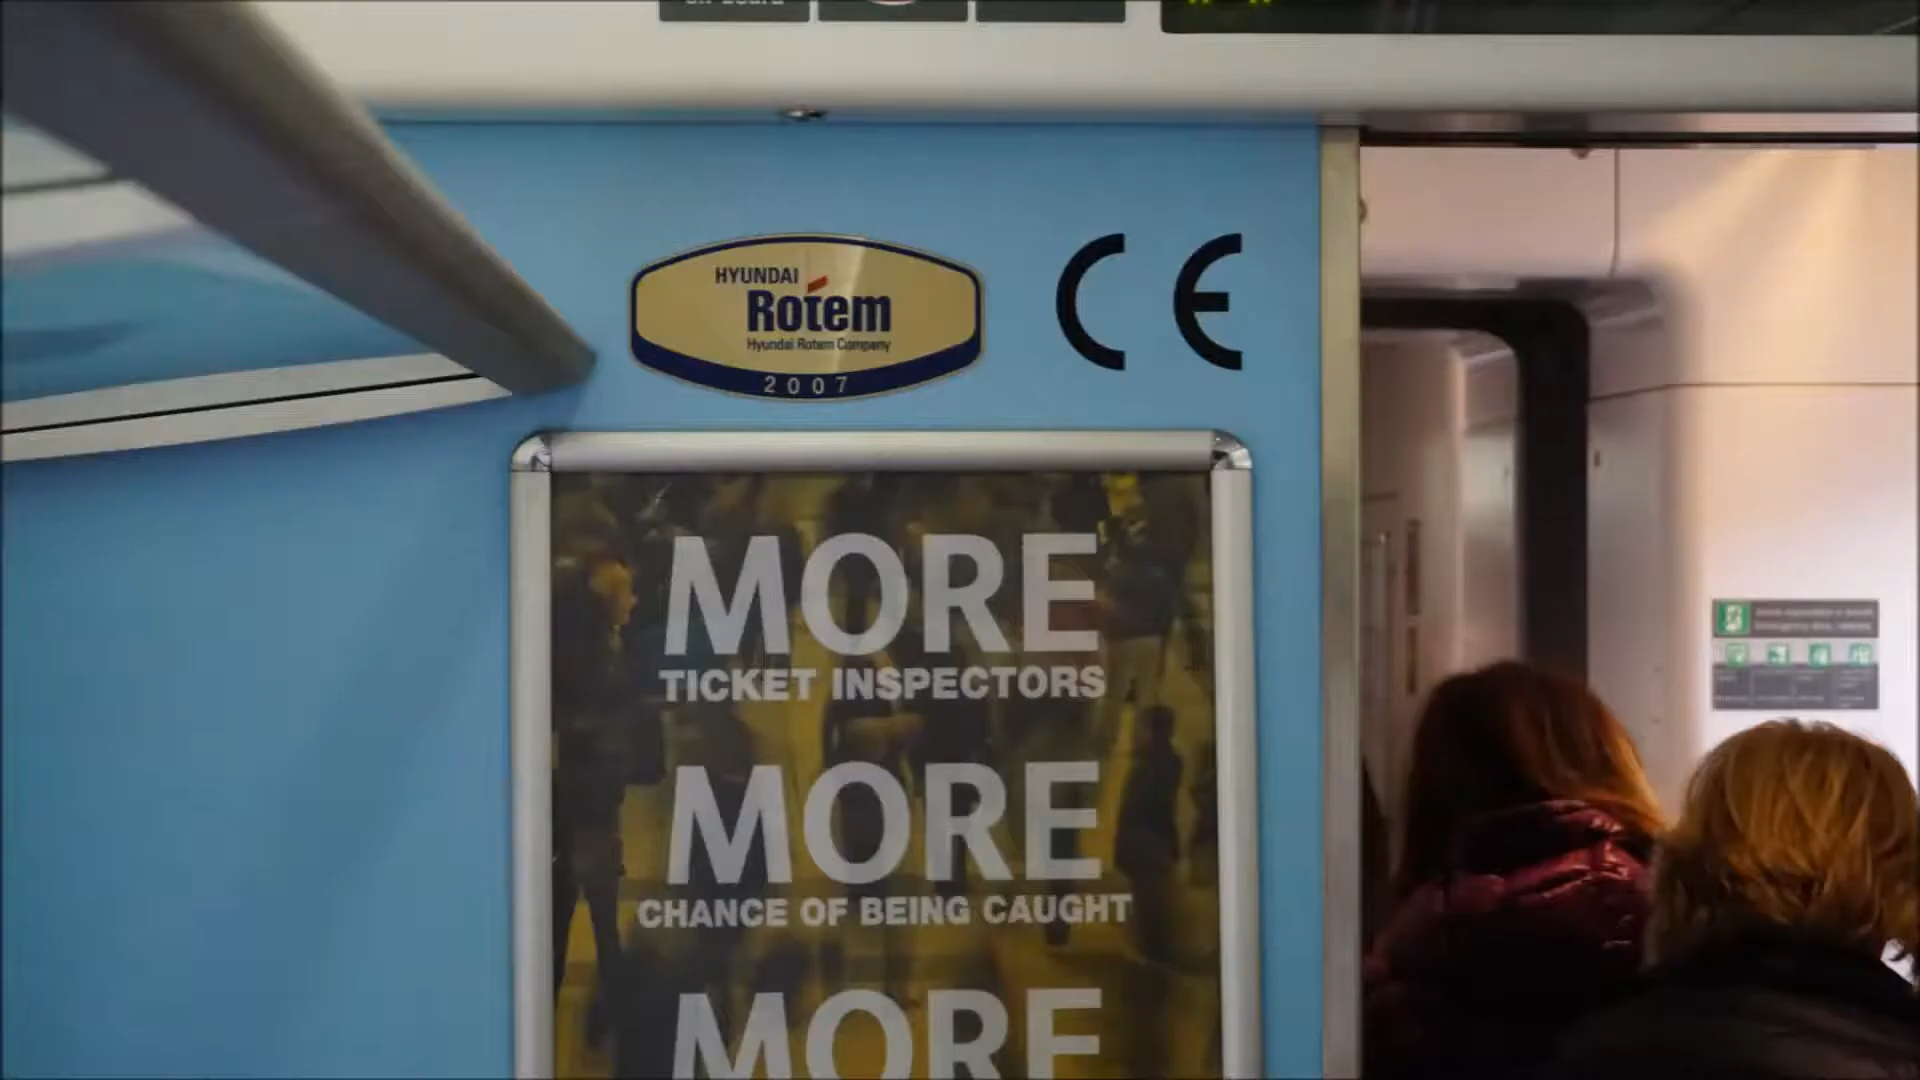 HYUNDAI
Rotem
Hyundai Rotem Company
2007
CE
MORE
TICKET INSPECTORS
MORE
CHANCE OF BEING CAUGHT
MORE